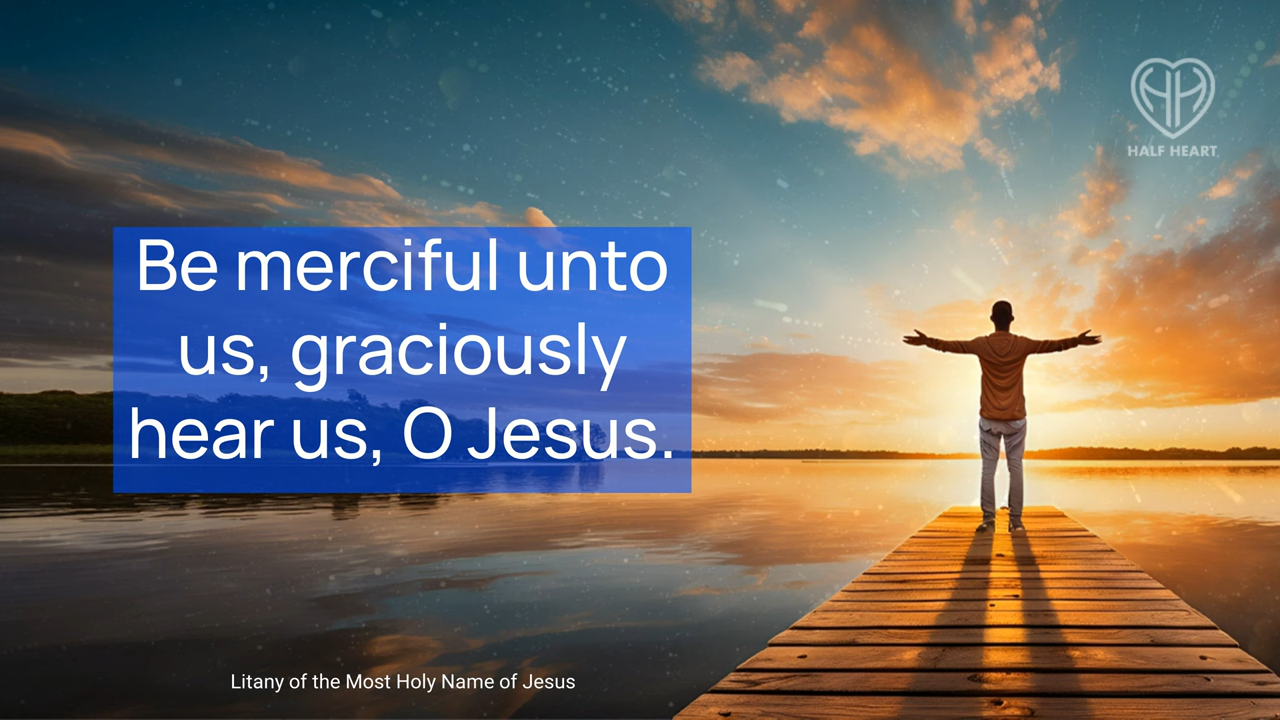 HALF HEART
Be merciful unto
us, graciously
hear us, O Jesus.
Litany of the Most Holy Name of Jesus